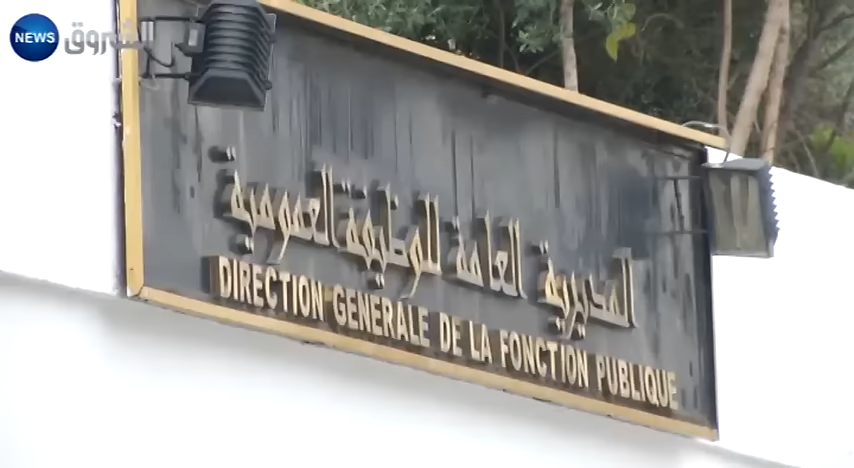 الشروق NEWS
المديرية العامة للوظيفة العمومية
DIRECTION GENERALE DE LA FONCTION PUBLIQUE